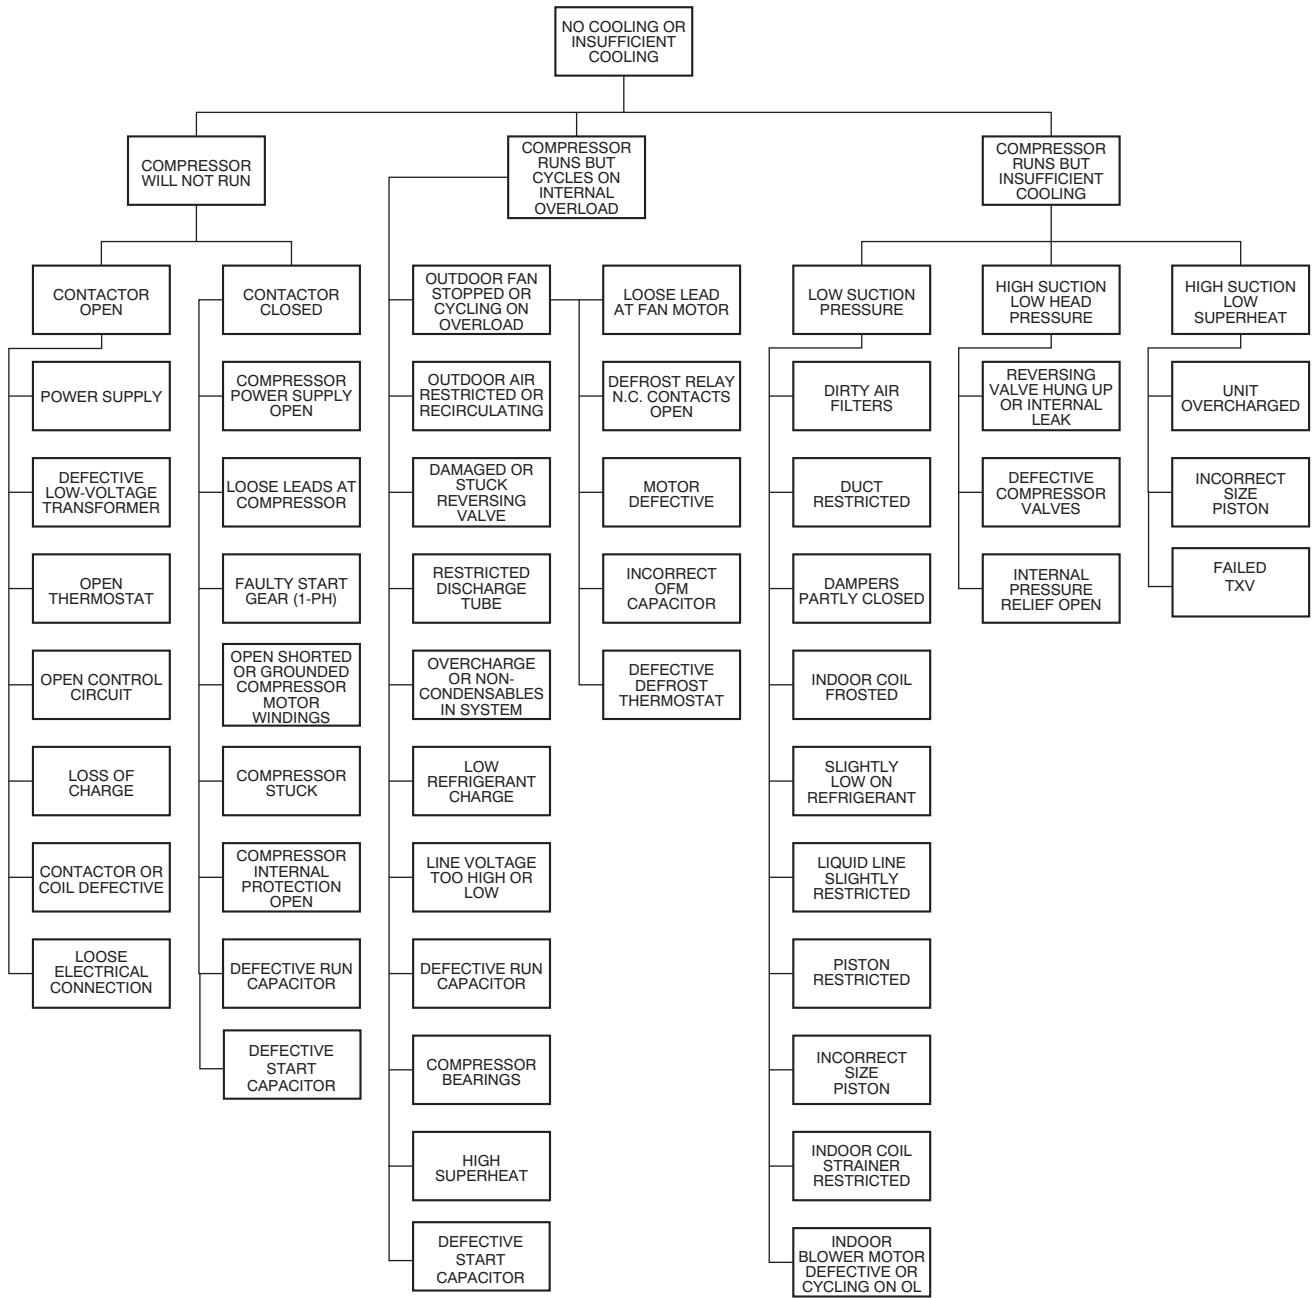 NO COOLING OR
INSUFFICIENT
COOLING
COMPRESSOR
WILL NOT RUN
COMPRESSOR
RUNS BUT
CYCLES ON
INTERNAL
OVERLOAD
COMPRESSOR
RUNS BUT
INSUFFICIENT
COOLING
CONTACTOR
OPEN
POWER SUPPLY
DEFECTIVE
LOW-VOLTAGE
TRANSFORMER
OPEN
THERMOSTAT
OPEN CONTROL
CIRCUIT
LOSS OF
CHARGE
CONTACTOR OR
COIL DEFECTIVE
LOOSE
ELECTRICAL
CONNECTION
CONTACTOR
CLOSED
COMPRESSOR
POWER SUPPLY
OPEN
LOOSE LEADS AT
COMPRESSOR
FAULTY START
GEAR (1-PH)
OPEN SHORTED
OR GROUNDED
COMPRESSOR
MOTOR
WINDINGS
COMPRESSOR
STUCK
COMPRESSOR
INTERNAL
PROTECTION
OPEN
DEFECTIVE RUN
CAPACITOR
DEFECTIVE
START
CAPACITOR
OUTDOOR FAN
STOPPED OR
CYCLING ON
OVERLOAD
OUTDOOR AIR
RESTRICTED OR
RECIRCULATING
DAMAGED OR
STUCK
REVERSING
VALVE
RESTRICTED
DISCHARGE
TUBE
OVERCHARGE
OR NON-
CONDENSABLES
IN SYSTEM
LOW
REFRIGERANT
CHARGE
LINE VOLTAGE
TOO HIGH OR
LOW
DEFECTIVE RUN
CAPACITOR
COMPRESSOR
BEARINGS
HIGH
SUPERHEAT
DEFECTIVE
START
CAPACITOR
LOOSE LEAD
AT FAN MOTOR
DEFROST RELAY
N.C. CONTACTS
OPEN
MOTOR
DEFECTIVE
INCORRECT
OFM
CAPACITOR
DEFECTIVE
DEFROST
THERMOSTAT
LOW SUCTION
PRESSURE
DIRTY AIR
FILTERS
DUCT
RESTRICTED
DAMPERS
PARTLY CLOSED
INDOOR COIL
FROSTED
SLIGHTLY
LOW ON
REFRIGERANT
LIQUID LINE
SLIGHTLY
RESTRICTED
PISTON
RESTRICTED
INCORRECT
SIZE
PISTON
INDOOR COIL
STRAINER
RESTRICTED
INDOOR
BLOWER MOTOR
DEFECTIVE OR
CYCLING ON OL
HIGH SUCTION
LOW HEAD
PRESSURE
REVERSING
VALVE HUNG UP
OR INTERNAL
LEAK
DEFECTIVE
COMPRESSOR
VALVES
INTERNAL
PRESSURE
RELIEF OPEN
HIGH SUCTION
LOW
SUPERHEAT
UNIT
OVERCHARGED
INCORRECT
SIZE
PISTON
FAILED
TXV